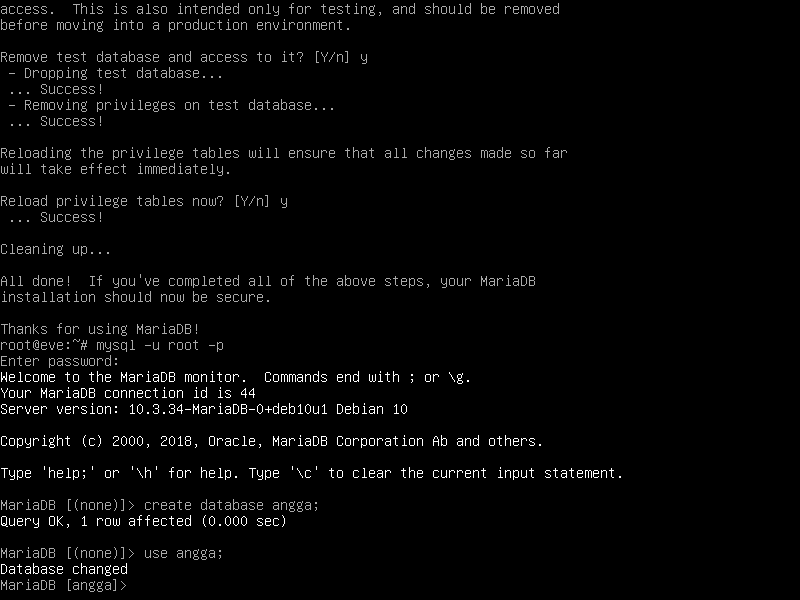 access.  This is also intended only for testing, and should be removed
before moving into a production environment.
Remove test database and access to it? [Y/n] y
 - Dropping test database...
 ... Success!
 - Removing privileges on test database...
 ... Success!
Reloading the privilege tables will ensure that all changes made so far
will take effect immediately.
Reload privilege tables now? [Y/n] y
 ... Success!
Cleaning up...
All done!  If you've completed all of the above steps, your MariaDB
installation should now be secure.
Thanks for using MariaDB!
root@eve:~# mysql -u root -p
Enter password:
Welcome to the MariaDB monitor.  Commands end with ; or \g.
Your MariaDB connection id is 44
Server version: 10.3.34-MariaDB-0+deb10u1 Debian 10
Copyright (c) 2000, 2018, Oracle, MariaDB Corporation Ab and others.
Type 'help;' or '\h' for help. Type '\c' to clear the current input statement.
MariaDB [(none)]> create database angga;
Query OK, 1 row affected (0.000 sec)
MariaDB [(none)]> use angga;
Database changed
MariaDB [angga]>